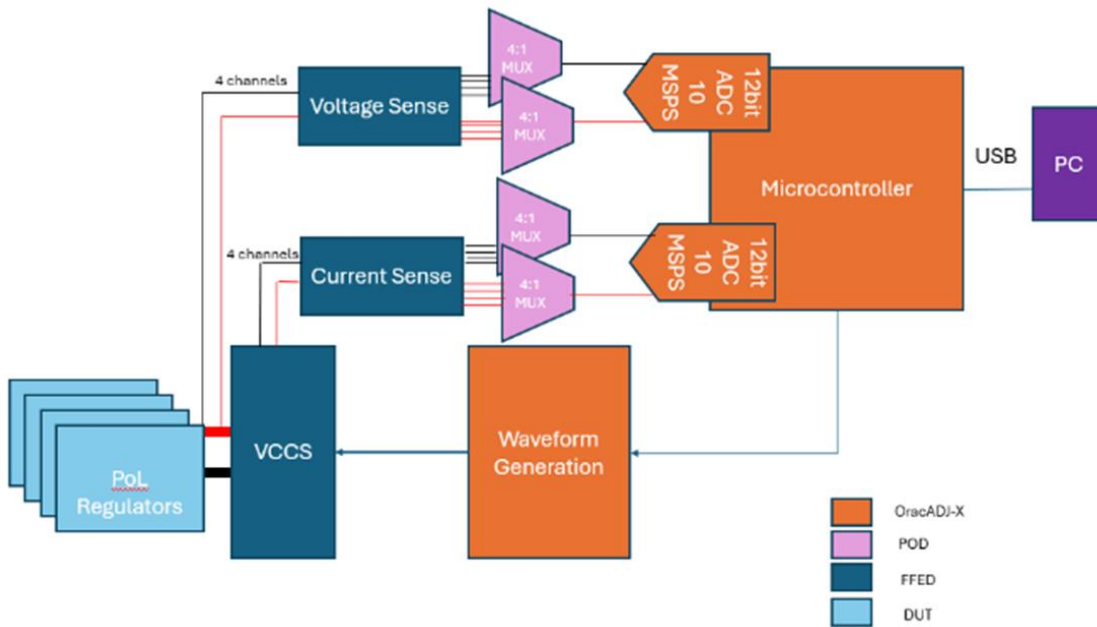 4:1
MUX
4 channels
Voltage Sense
4:1
MUX
12bit
ADC
10
MSPS
Microcontroller
USB
PC
4:1
MUX
4 channels
Current Sense
4:1
MUX
12bit
ADC
10
MSPS
VCCS
Waveform
Generation
PoL
Regulators
OracADJ-X
POD
FFED
DUT